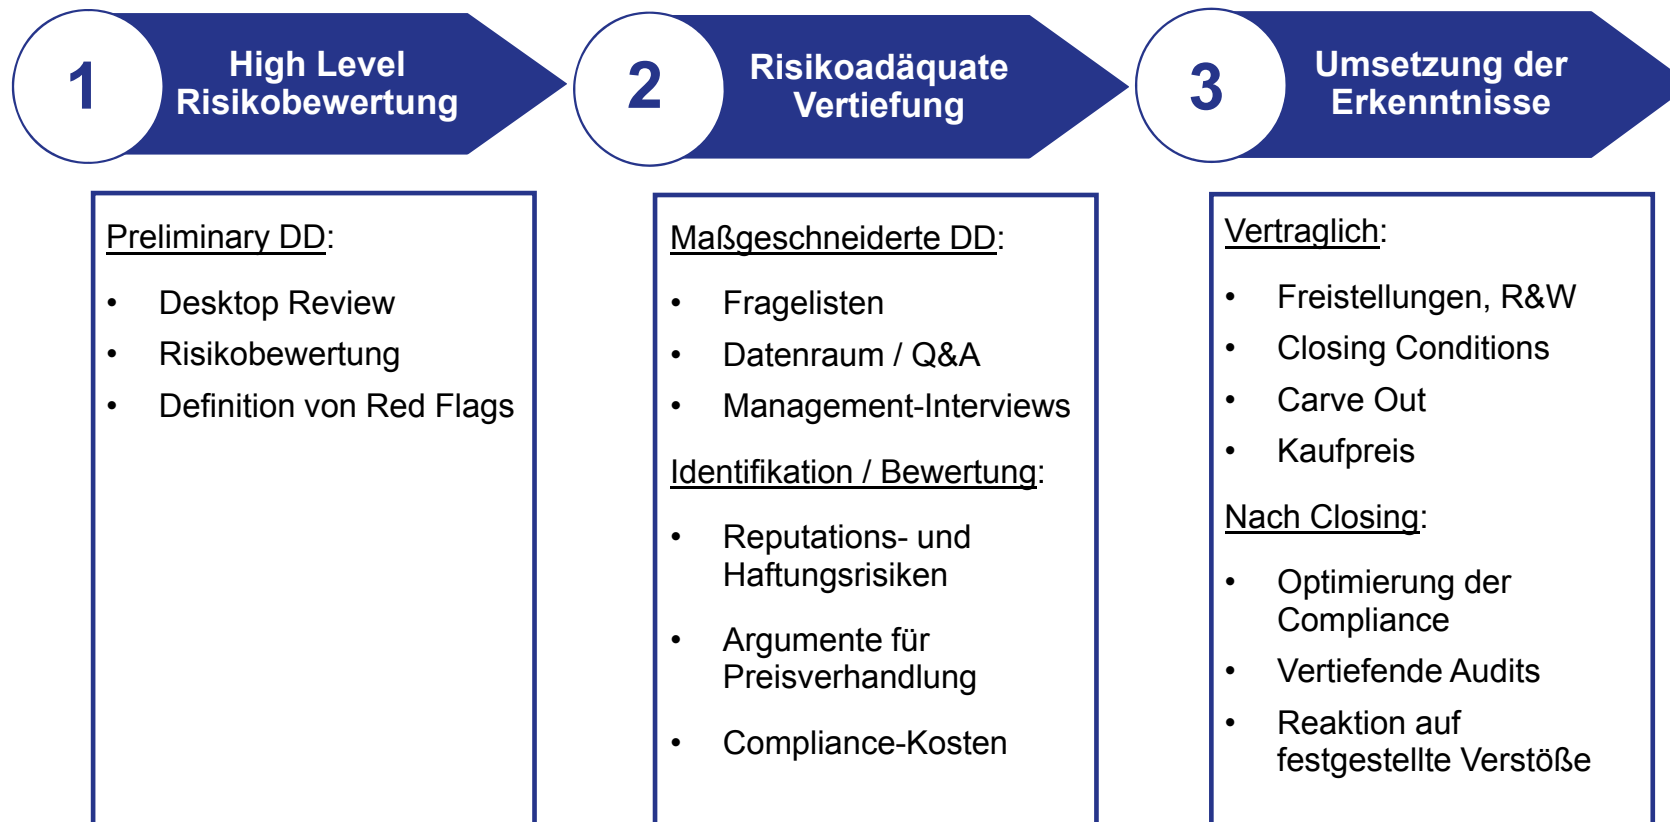 1
High Level
Risikobewertung
Preliminary DD:
• Desktop Review
• Risikobewertung
• Definition von Red Flags
2
Risikoadäquate
Vertiefung
Maßgeschneiderte DD:
• Fragelisten
• Datenraum / Q&A
• Management-Interviews
Identifikation / Bewertung:
• Reputations- und
Haftungsrisiken
• Argumente für
Preisverhandlung
• Compliance-Kosten
3
Umsetzung der
Erkenntnisse
Vertraglich:
• Freistellungen, R&W
• Closing Conditions
• Carve Out
• Kaufpreis
Nach Closing:
• Optimierung der
Compliance
• Vertiefende Audits
• Reaktion auf
festgestellte Verstöße